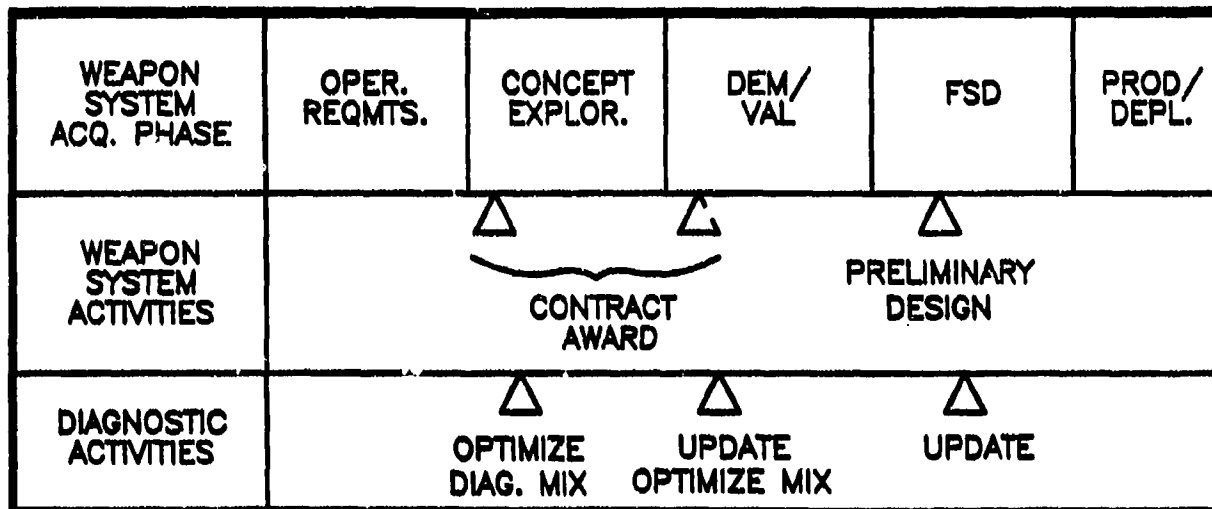 WEAPON
SYSTEM
ACQ. PHASE
OPER.
REQMTS.
CONCEPT
EXPLOR.
DEM/
VAL
FSD
PROD/
DEPL.
WEAPON
SYSTEM
ACTIVITIES
CONTRACT
AWARD
PRELIMINARY
DESIGN
DIAGNOSTIC
ACTIVITIES
OPTIMIZE
DIAG. MIX
UPDATE
OPTIMIZE MIX
UPDATE